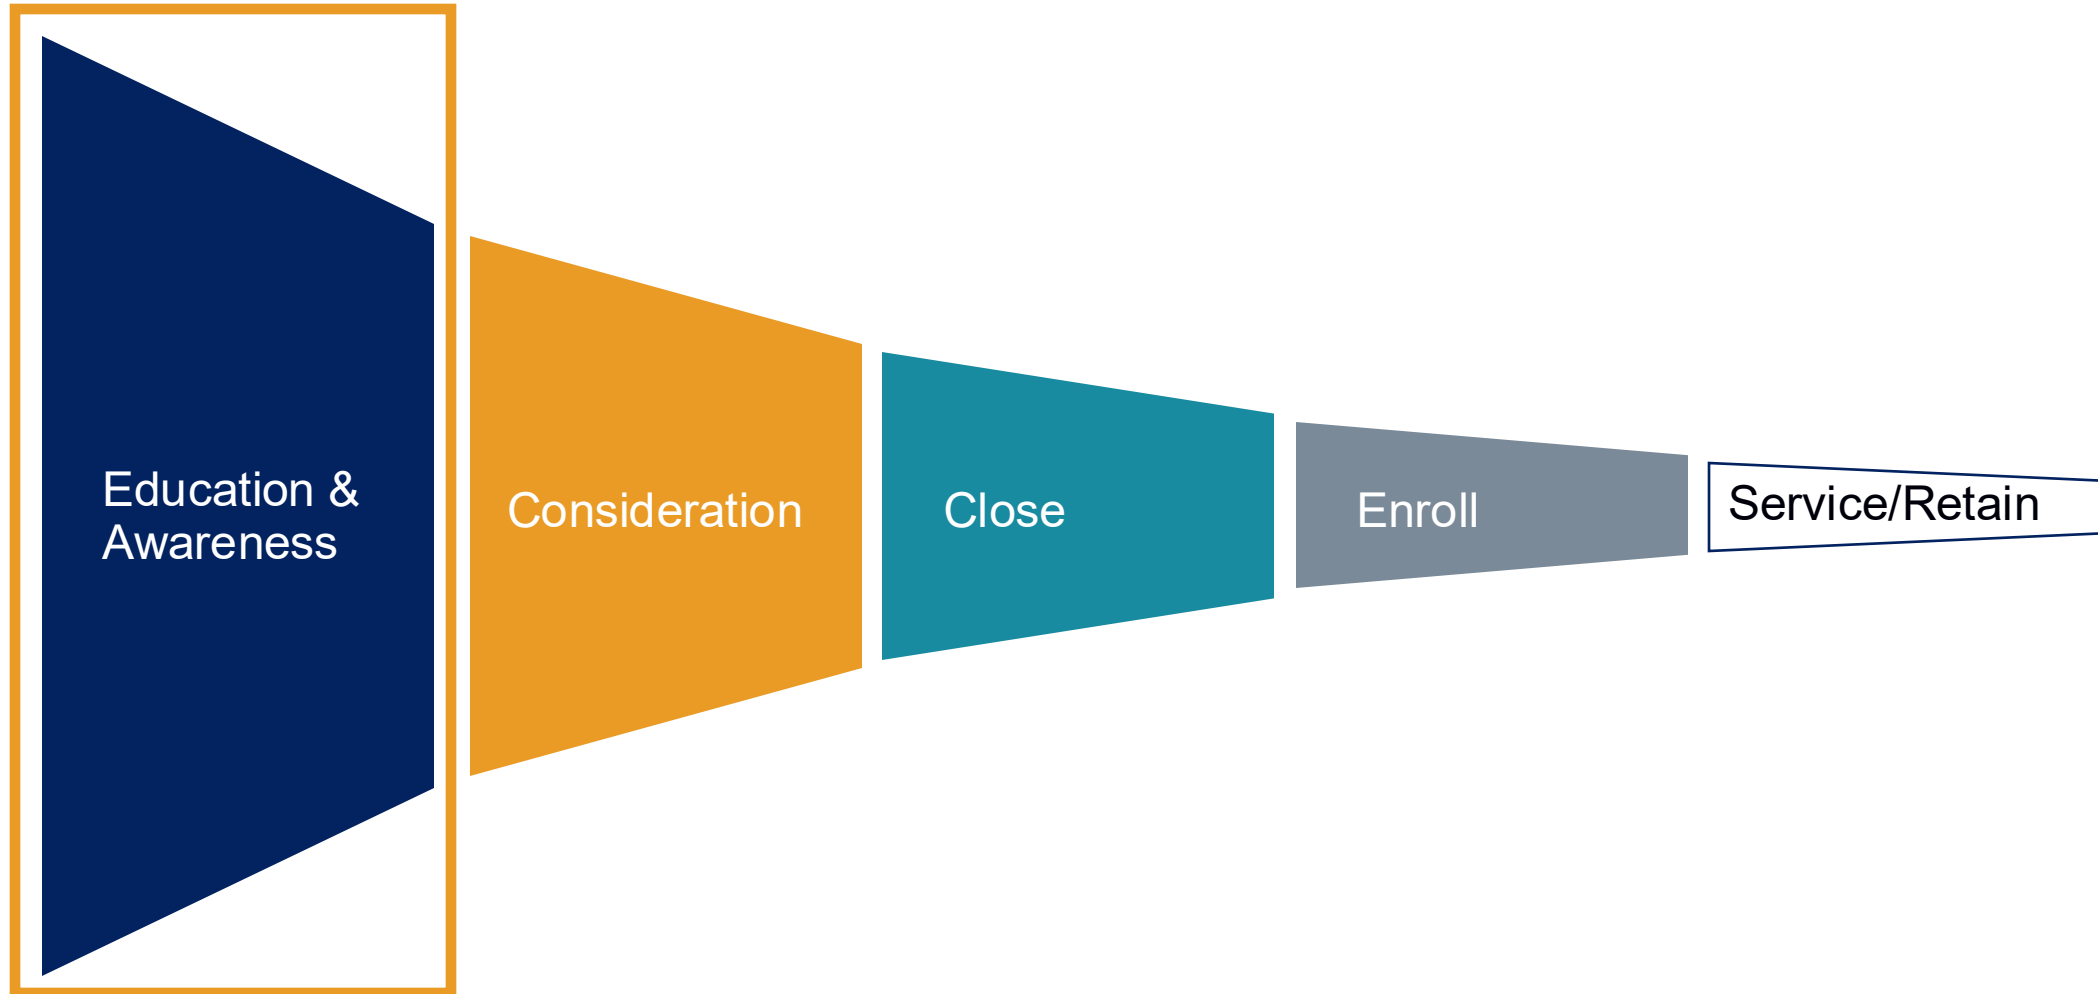 Education &
Awareness
Consideration
Close
Enroll
Service/Retain